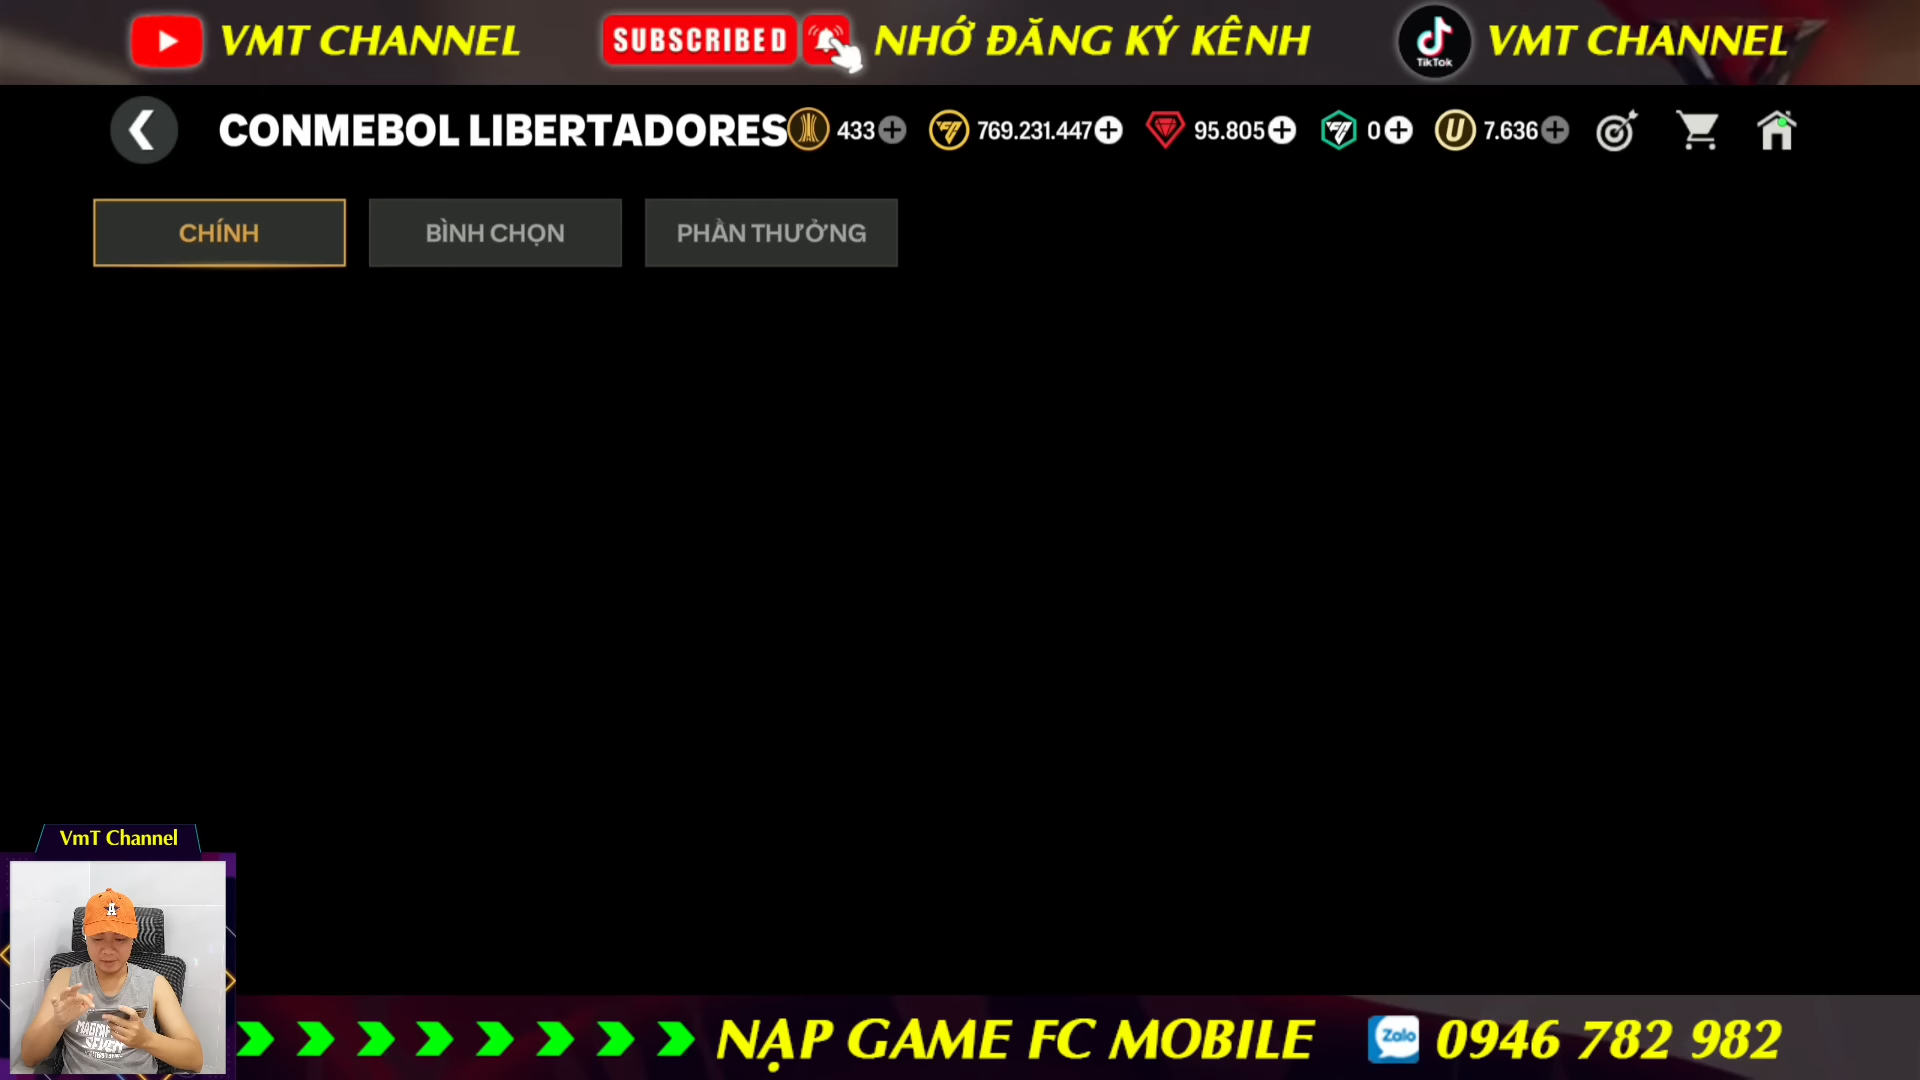 VMT CHANNEL
SUBSCRIBED
NHỚ ĐĂNG KÝ KÊNH
TikTok
VMT CHANNEL
CONMEBOL LIBERTADORES
433
769.231.447
95.805
0
7.636
CHÍNH
BÌNH CHỌN
PHẦN THƯỞNG
VmT Channel
NẠP GAME FC MOBILE
Zalo
0946 782 982